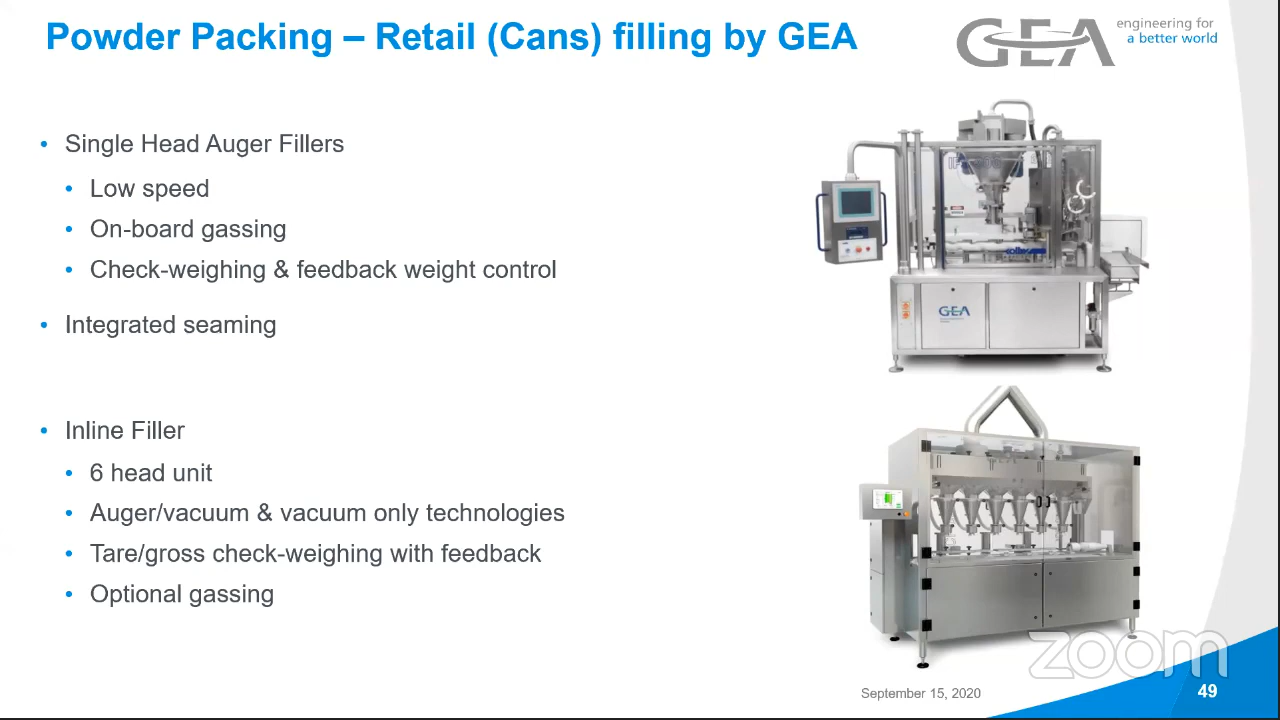 Powder Packing – Retail (Cans) filling by GEA
GEA
engineering for
a better world
• Single Head Auger Fillers
• Low speed
• On-board gassing
• Check-weighing & feedback weight control
• Integrated seaming
GEA
• Inline Filler
• 6 head unit
• Auger/vacuum & vacuum only technologies
• Tare/gross check-weighing with feedback
• Optional gassing
zoom
September 15, 2020
49